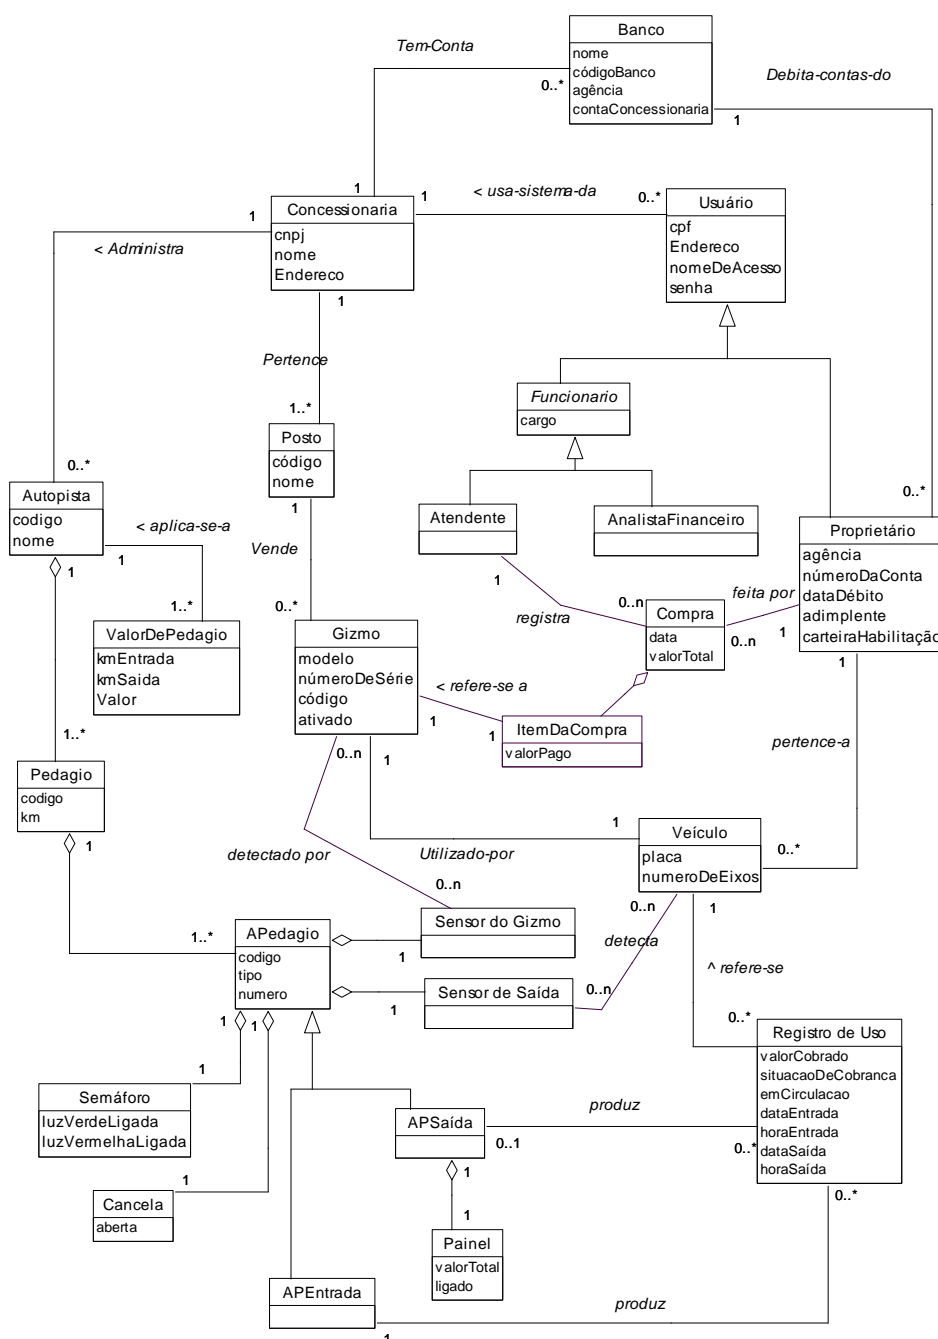 Banco
nome
códigoBanco
agência
contaConcessionaria
Tem-Conta
0..*
Debita-contas-do
1
1
1
< usa-sistema-da
0..*
1
< Administra
Concessionaria
cnpj
nome
Endereco
1
Usuário
cpf
Endereco
nomeDeAcesso
senha
Pertence
1..*
Funcionario
cargo
Posto
código
nome
1
0..*
0..*
Autopista
codigo
nome
1
< aplica-se-a
1
1..*
Vende
0..*
Atendente
1
AnalistaFinanceiro
Proprietário
agência
númeroDaConta
dataDébito
adimplente
carteiraHabilitação
1
1
registra
0..n
Compra
data
valorTotal
feita por
0..n
ValorDePedagio
kmEntrada
kmSaida
Valor
Gizmo
modelo
númeroDeSérie
código
ativado
0..n
1
< refere-se a
1
1
ItemDaCompra
valorPago
pertence-a
0..*
1..*
Pedagio
codigo
km
1
detectado por
0..n
Utilizado-por
1
Veículo
placa
numeroDeEixos
0..n
1
1..*
APedagio
codigo
tipo
numero
1
1
Sensor do Gizmo
1
Sensor de Saída
1
detecta
0..n
^ refere-se
0..*
1
Semáforo
luzVerdeLigada
luzVermelhaLigada
1
Cancela
aberta
APSaída
1
0..1
produz
0..*
Registro de Uso
valorCobrado
situacaoDeCobranca
emCirculacao
dataEntrada
horaEntrada
dataSaída
horaSaída
0..*
1
Painel
valorTotal
ligado
APEntrada
1
produz